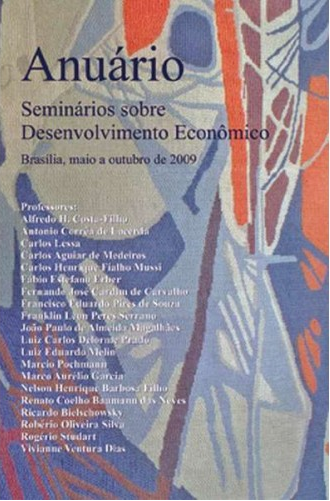 Anuário
Seminários sobre
Desenvolvimento Econômico
Brasília, maio a outubro de 2009
Professores:
Alfredo H. Costa-Filho
Antonio Corrêa de Lacerda
Carlos Lessa
Carlos Aguiar de Medeiros
Carlos Henrique Fialho Mussi
Fábio Estefano Erber
Fernando José Cardim de Carvalho
Francisco Eduardo Pires de Souza
Franklin Leon Peres Serrano
João Paulo de Almeida Magalhães
Luiz Carlos Delorme Prado
Luiz Eduardo Melin
Marcio Pochmann
Marco Aurélio Garcia
Nelson Henrique Barbosa Filho
Renato Coelho Baumann das Neves
Ricardo Bielschowsky
Robério Oliveira Silva
Rogério Studart
Vivianne Ventura Dias